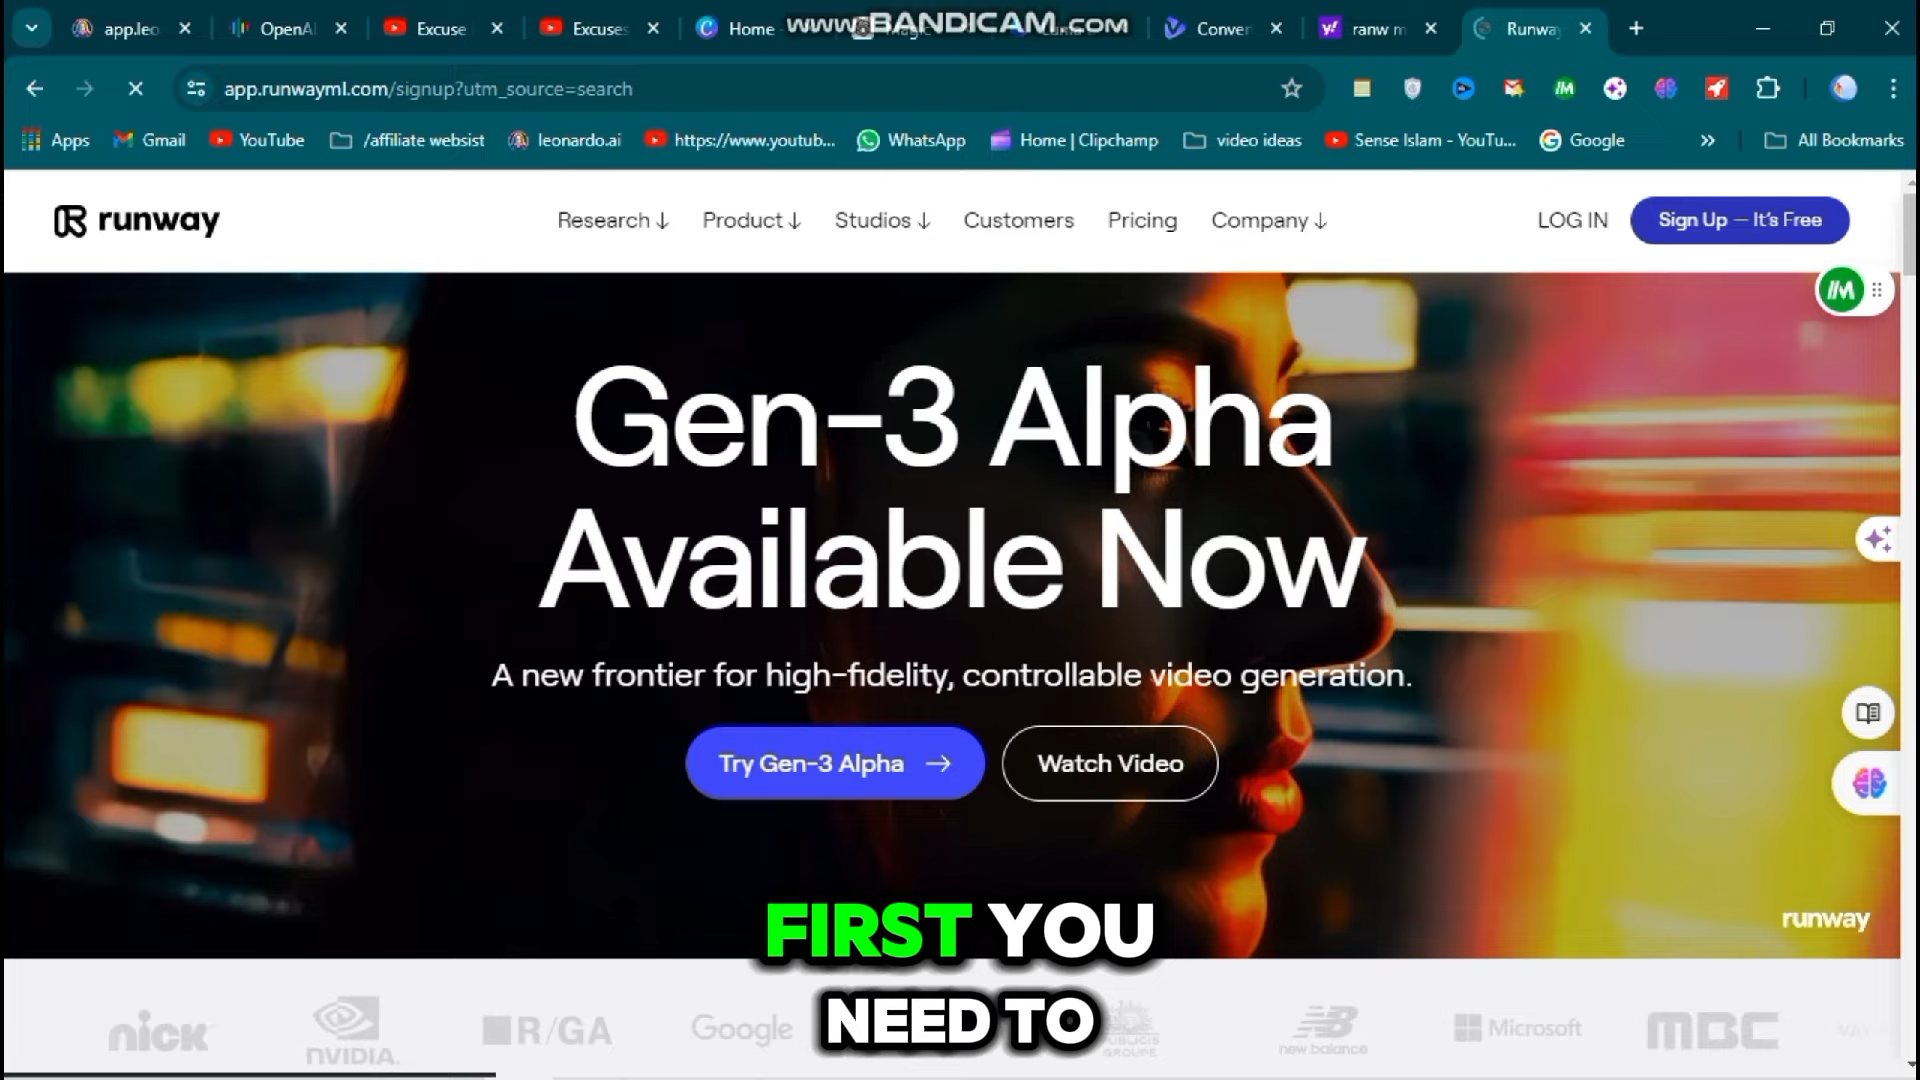 app.leo
OpenAI
Excuse
Excuses
Home
www.BANDICAM.com
Conver
ranw m
Runway
app.runwayml.com/signup?utm_source=search
Apps
Gmail
YouTube
/affiliate websist
leonardo.ai
https://www.youtub...
WhatsApp
Home | Clipchamp
video ideas
Sense Islam - YouTu...
Google
All Bookmarks
runway
Research ↓
Product ↓
Studios ↓
Customers
Pricing
Company ↓
LOG IN
Sign Up — It's Free
Gen-3 Alpha
Available Now
A new frontier for high-fidelity, controllable video generation.
Try Gen-3 Alpha →
Watch Video
runway
FIRST YOU
NEED TO
nick
NVIDIA.
R/GA
Google
PUBLICIS
GROUPE
new balance
Microsoft
MBC